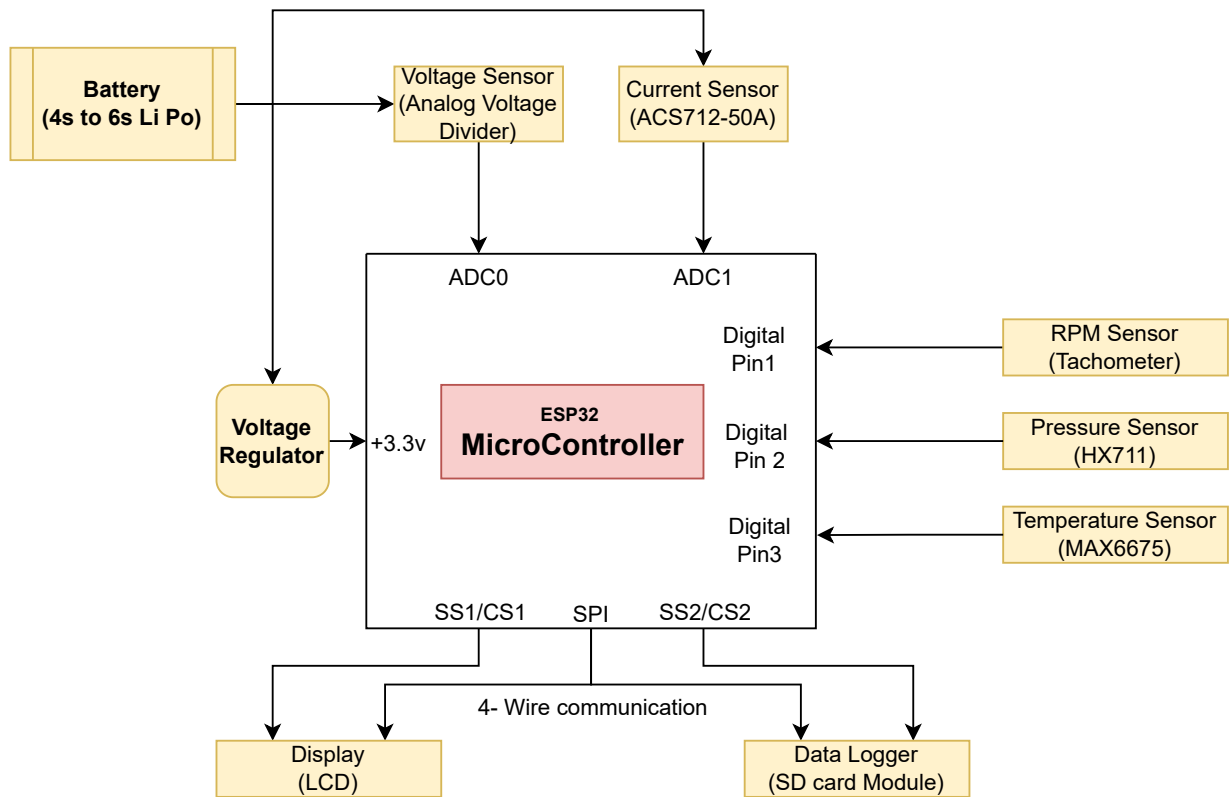 Battery
(4s to 6s Li Po)
Voltage Sensor
(Analog Voltage
Divider)
Current Sensor
(ACS712-50A)
ADC0
ADC1
Digital
Pin1
RPM Sensor
(Tachometer)
Voltage
Regulator
+3.3v
ESP32
MicroController
Digital
Pin 2
Pressure Sensor
(HX711)
Digital
Pin3
Temperature Sensor
(MAX6675)
SS1/CS1
SPI
SS2/CS2
4- Wire communication
Display
(LCD)
Data Logger
(SD card Module)